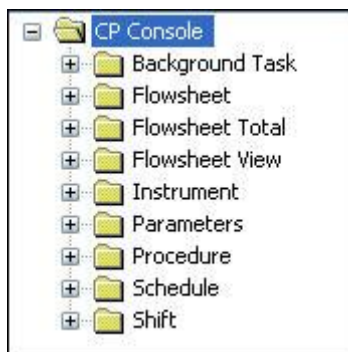 CP Console
Background Task
Flowsheet
Flowsheet Total
Flowsheet View
Instrument
Parameters
Procedure
Schedule
Shift